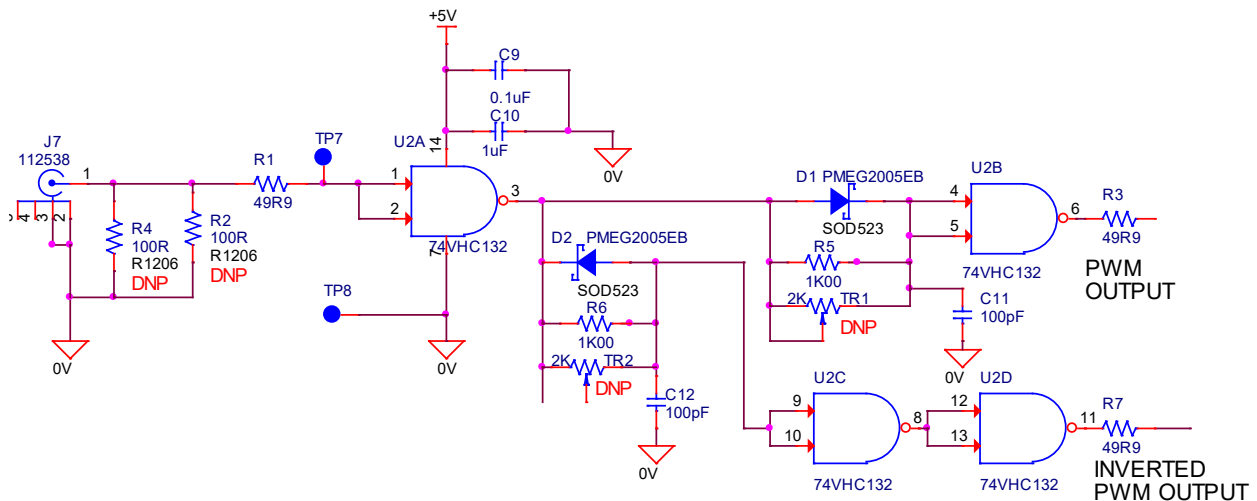 +5V
C9
0.1uF
C10
1uF
0V
J7
112538
1
4
3
2
R4
100R
R1206
DNP
R2
100R
R1206
DNP
0V
R1
49R9
TP7
TP8
U2A
14
1
2
3
7
74VHC132
0V
D2 PMEG2005EB
SOD523
R6
1K00
2K TR2
DNP
C12
100pF
0V
D1 PMEG2005EB
SOD523
R5
1K00
2K TR1
DNP
C11
100pF
0V
U2B
4
5
6
74VHC132
R3
49R9
PWM
OUTPUT
U2C
9
10
8
74VHC132
U2D
12
13
11
74VHC132
R7
49R9
INVERTED
PWM OUTPUT